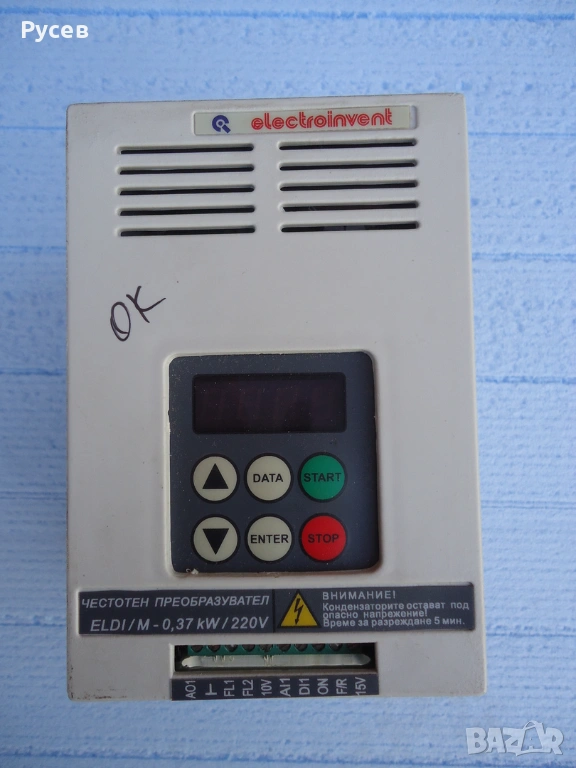 Русев
electroinvent
OK
DATA START
ENTER STOP
ЧЕСТОТЕН ПРЕОБРАЗУВАТЕЛ
ELDI/M - 0,37 kW/220V
ВНИМАНИЕ!
Кондензаторите остават под
опасно напрежение!
Време за разреждане 5 мин.
AO1 FL1 FL2 10V AI1 DI1 ON F/R 15V
BAZAR